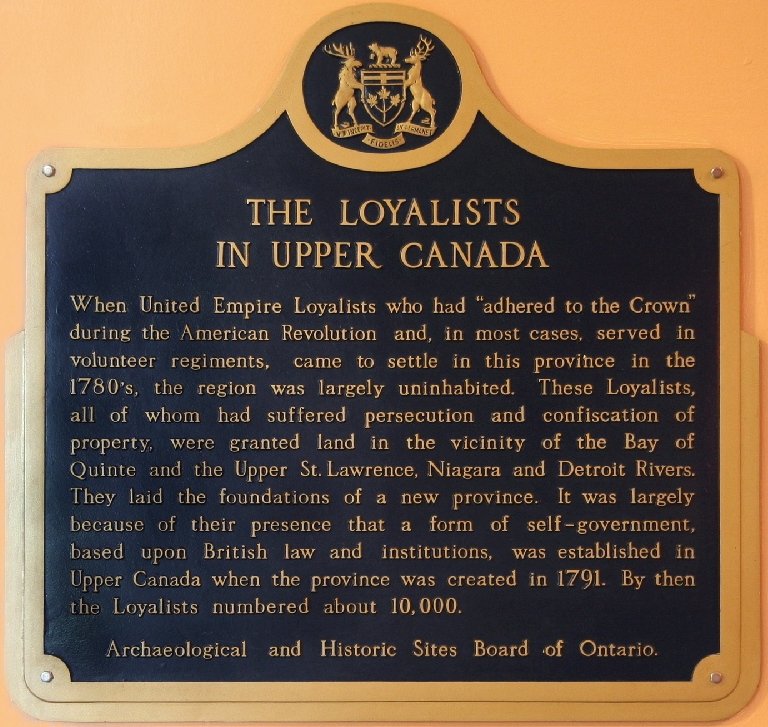 FIDELIS
THE LOYALISTS
IN UPPER CANADA
When United Empire Loyalists who had "adhered to the Crown"
during the American Revolution and, in most cases, served in
volunteer regiments, came to settle in this province in the
1780's, the region was largely uninhabited. These Loyalists,
all of whom had suffered persecution and confiscation of
property, were granted land in the vicinity of the Bay of
Quinte and the Upper St. Lawrence, Niagara and Detroit Rivers.
They laid the foundations of a new province. It was largely
because of their presence that a form of self-government,
based upon British law and institutions, was established in
Upper Canada when the province was created in 1791. By then
the Loyalists numbered about 10,000.
Archaeological and Historic Sites Board of Ontario.